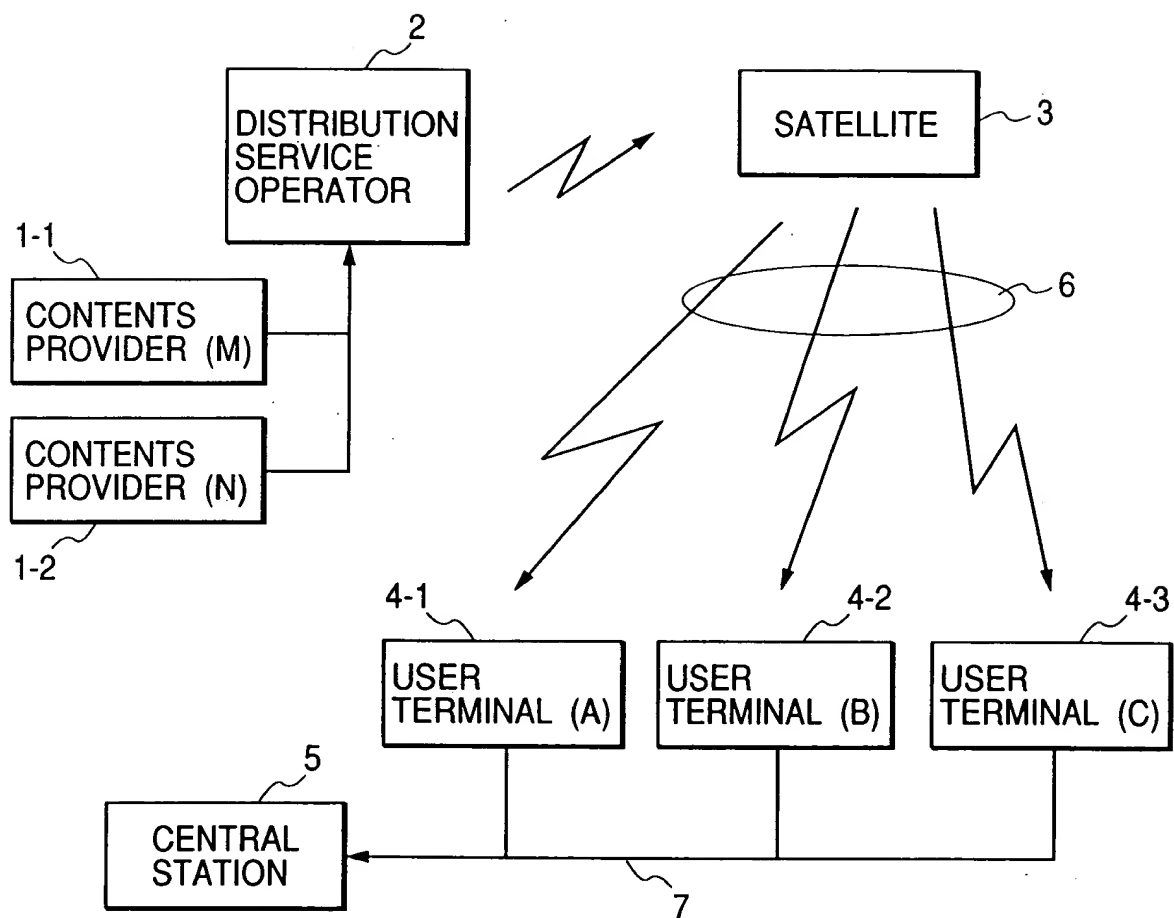 2
DISTRIBUTION
SERVICE
OPERATOR
SATELLITE
3
1-1
CONTENTS
PROVIDER (M)
6
CONTENTS
PROVIDER (N)
1-2
4-1
4-2
4-3
USER
TERMINAL (A)
USER
TERMINAL (B)
USER
TERMINAL (C)
5
CENTRAL
STATION
7